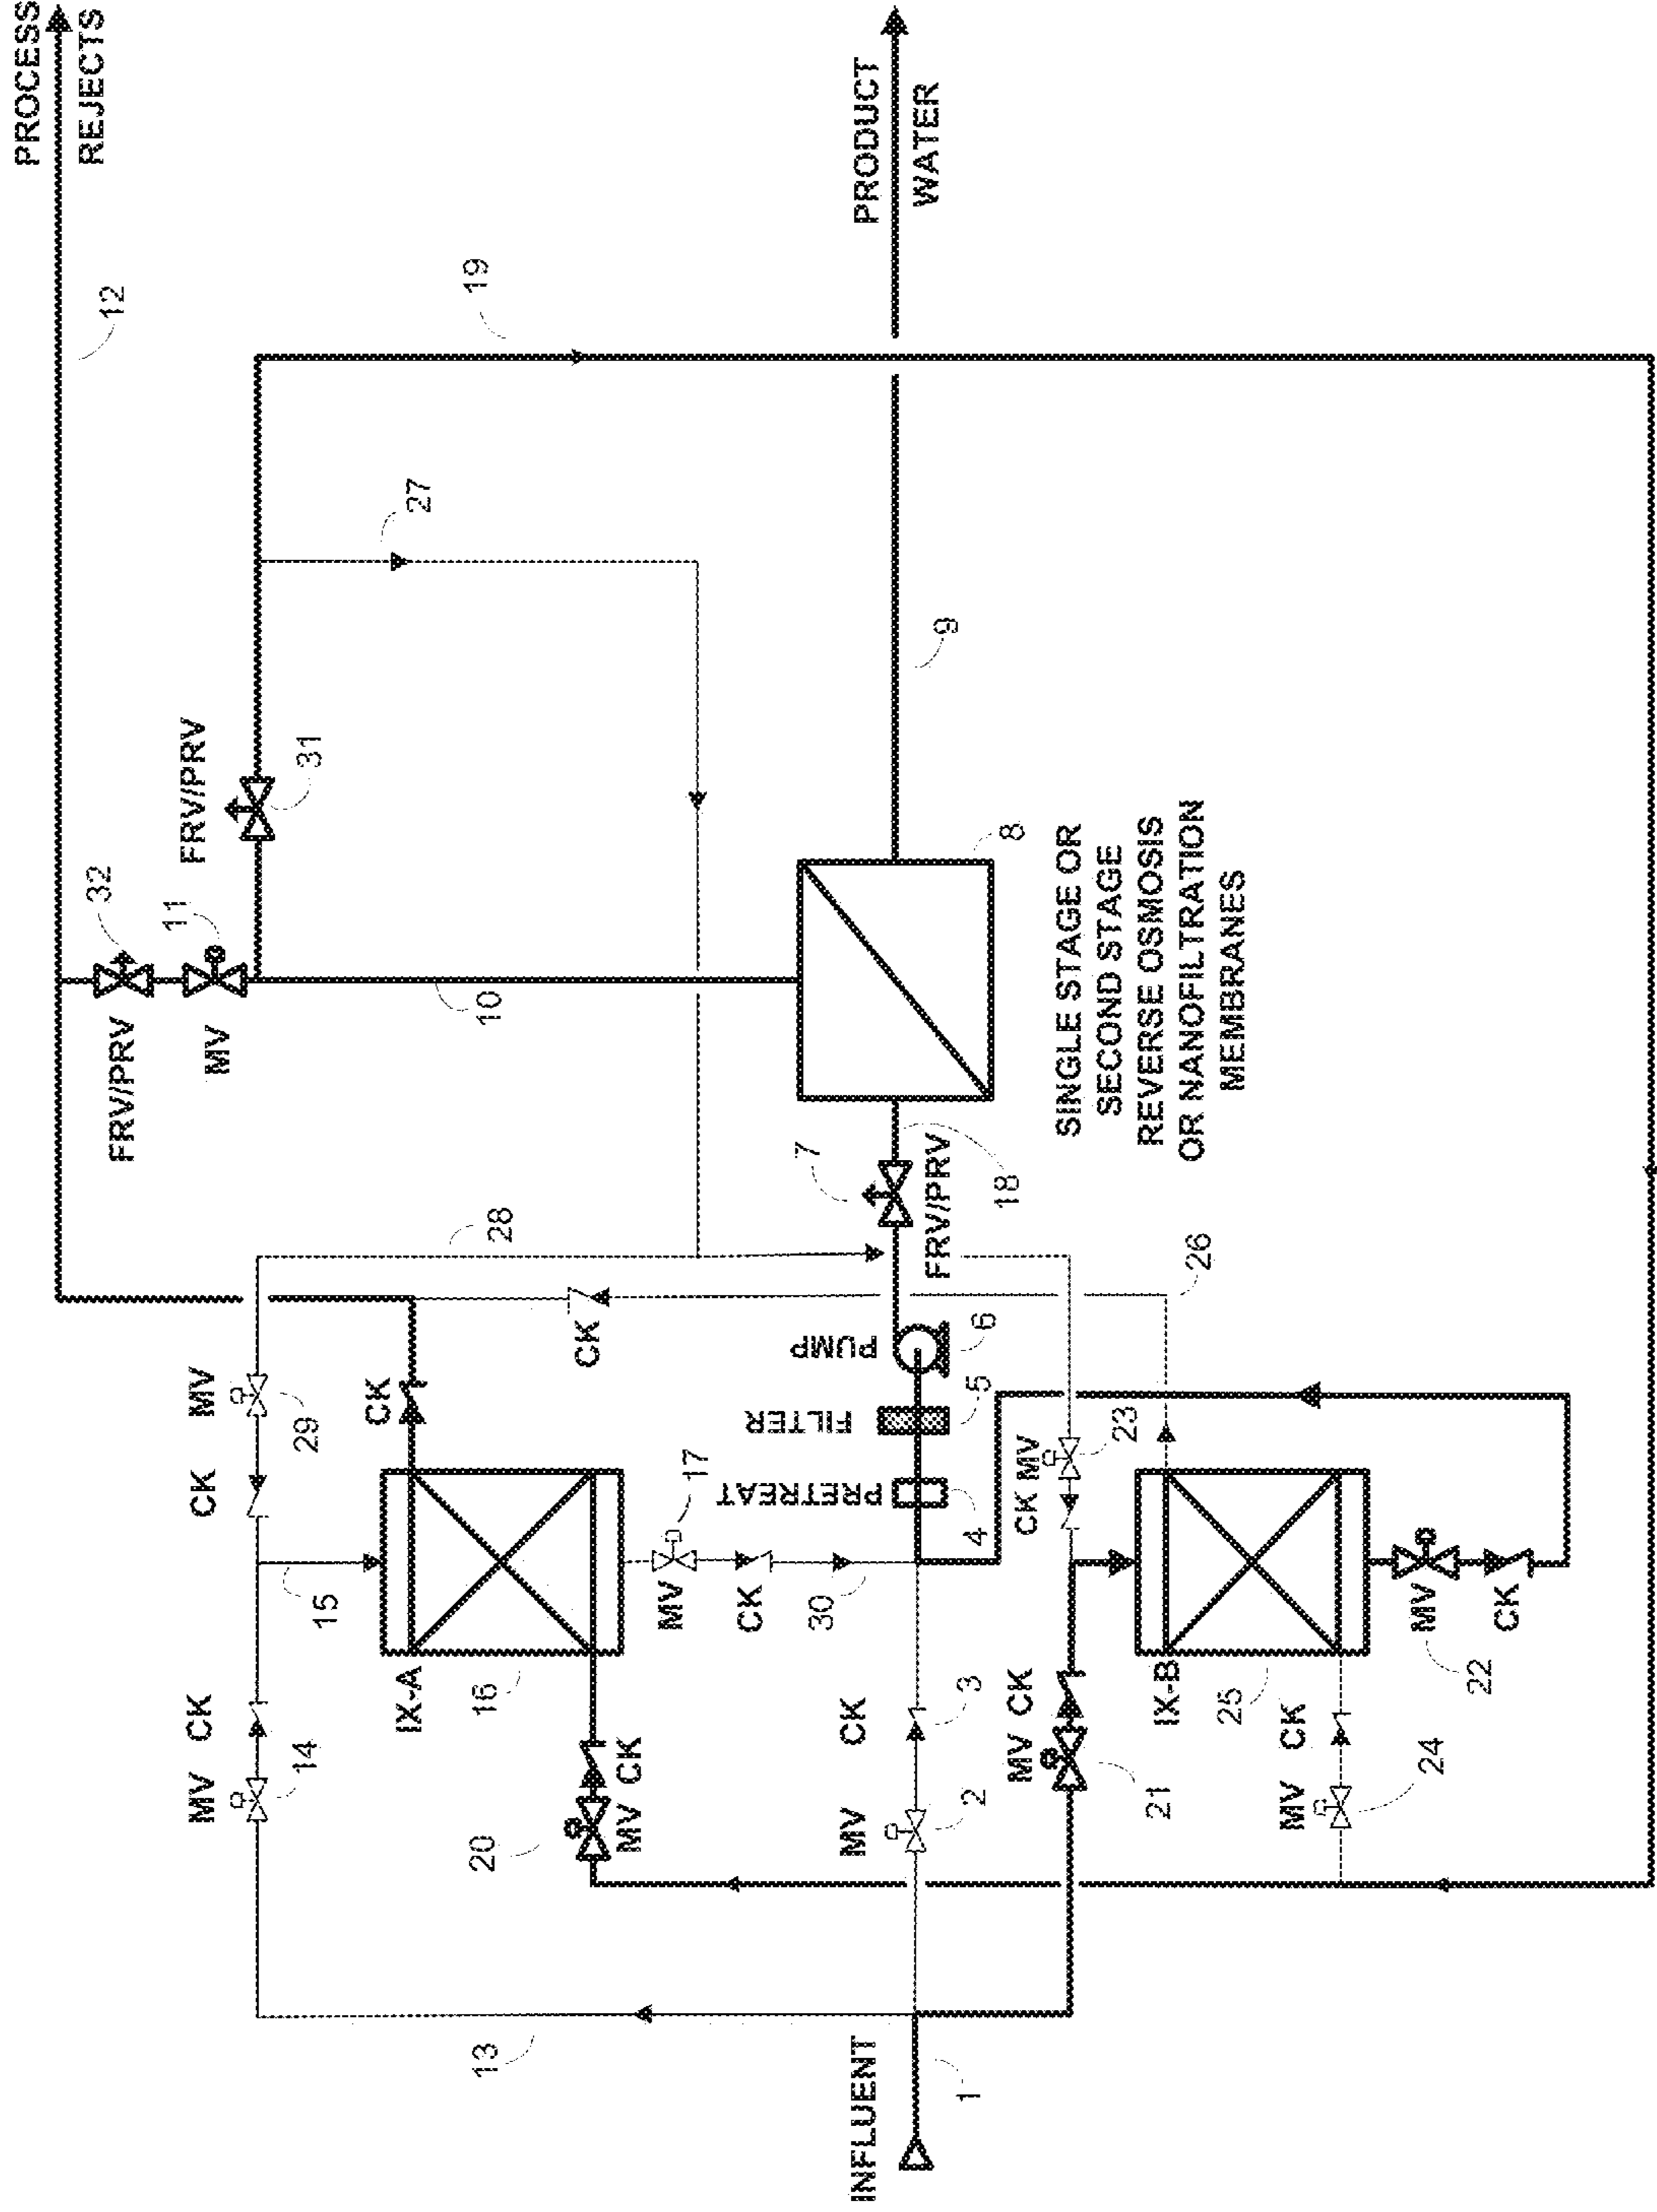 PROCESS
REJECTS
12
19
PRODUCT
WATER
27
9
FRV/PRV
31
32
11
FRV/PRV
MV
10
8
SINGLE STAGE OR
SECOND STAGE
REVERSE OSMOSIS
OR NANOFILTRATION
MEMBRANES
7
18
FRV/PRV
28
26
CK
MV
29
CK
CK
PUMP
6
FILTER
5
PRETREAT
4
17
MV
CK
30
15
IX-A
16
MV CK
14
20
MV CK
MV
CK
2
3
CK MV
23
MV CK
21
IX-B
25
MV
CK
22
MV
CK
24
13
INFLUENT
1